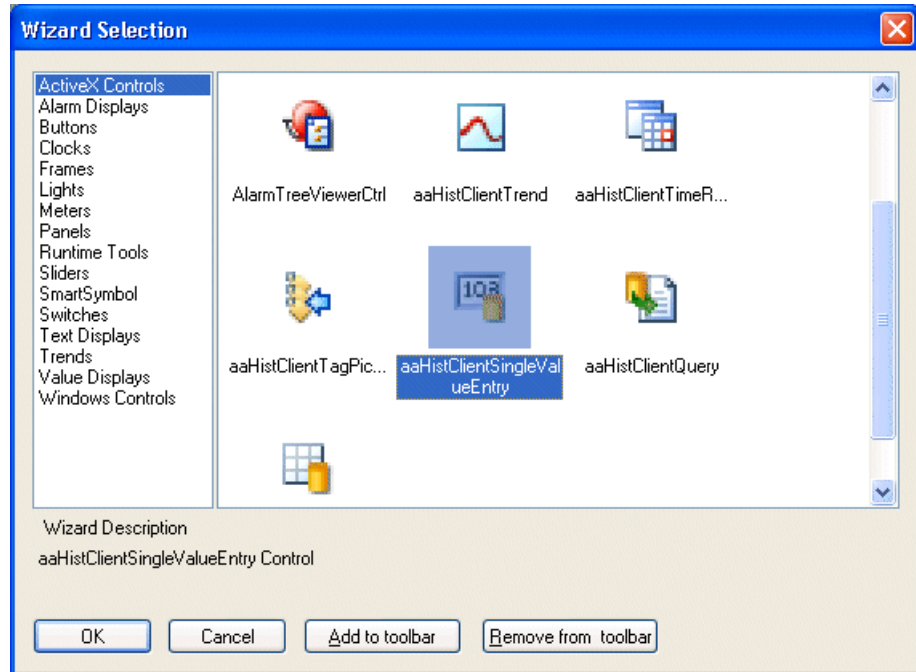 Wizard Selection
ActiveX Controls
Alarm Displays
Buttons
Clocks
Frames
Lights
Meters
Panels
Runtime Tools
Sliders
SmartSymbol
Switches
Text Displays
Trends
Value Displays
Windows Controls
AlarmTreeViewerCtrl
aaHistClientTrend
aaHistClientTimeR...
aaHistClientTagPic...
aaHistClientSingleVal
ueEntry
aaHistClientQuery
Wizard Description
aaHistClientSingleValueEntry Control
OK
Cancel
Add to toolbar
Remove from toolbar